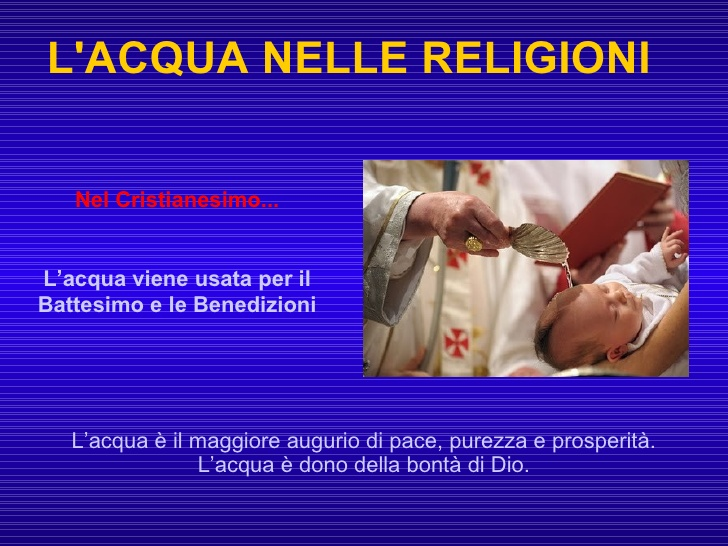 L'ACQUA NELLE RELIGIONI
Nel Cristianesimo...
L’acqua viene usata per il
Battesimo e le Benedizioni
L’acqua è il maggiore augurio di pace, purezza e prosperità.
L’acqua è dono della bontà di Dio.